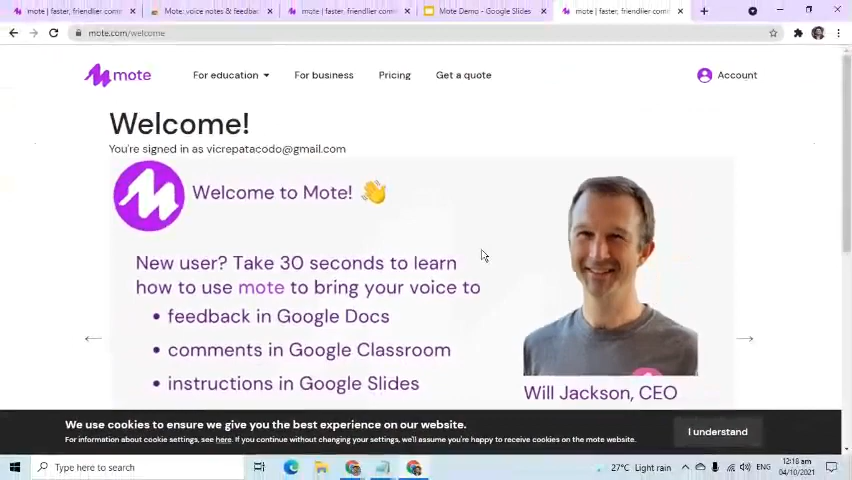 mote | faster, friendlier comm
Mote: voice notes & feedback
mote | faster, friendlier comm
Mote Demo - Google Slides
mote | faster, friendlier com
mote.com/welcome
mote
For education
For business
Pricing
Get a quote
Account
Welcome!
You're signed in as vicrepatacodo@gmail.com
Welcome to Mote! 👋
New user? Take 30 seconds to learn
how to use mote to bring your voice to
• feedback in Google Docs
• comments in Google Classroom
• instructions in Google Slides
Will Jackson, CEO
We use cookies to ensure we give you the best experience on our website.
For information about cookie settings, see here. If you continue without changing your settings, we'll assume you're happy to receive cookies on the mote website.
I understand
Type here to search
27°C Light rain
ENG
12:18 am
04/10/2021